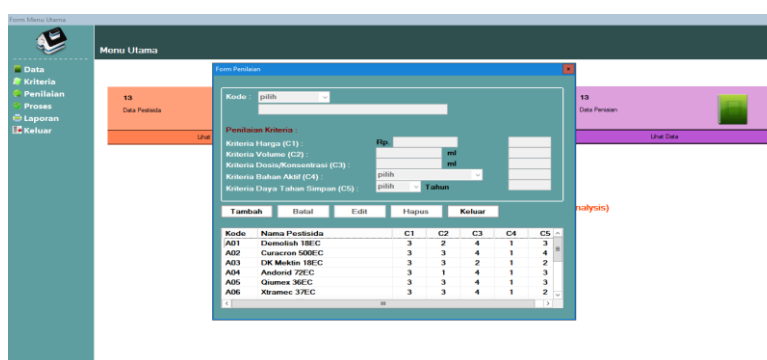 Form Menu Utama
Menu Utama
Data
Kriteria
Penilaian
Proses
Laporan
Keluar
13
Data Pestisida
Lihat
13
Data Penilaian
Lihat Data
nalysis)
Form Penilaian
Kode : pilih
Penilaian Kriteria :
Kriteria Harga (C1) : Rp.
Kriteria Volume (C2) : ml
Kriteria Dosis/Konsentrasi (C3) : ml
Kriteria Bahan Aktif (C4) : pilih
Kriteria Daya Tahan Simpan (C5) : pilih Tahun
Tambah Batal Edit Hapus Keluar
Kode Nama Pestisida C1 C2 C3 C4 C5
A01 Demolish 18EC 3 2 4 1 3
A02 Curacron 500EC 3 3 4 1 4
A03 DK Mektin 18EC 3 3 2 1 2
A04 Andorid 72EC 3 1 4 1 3
A05 Qiumex 36EC 3 3 4 1 3
A06 Xtramec 37EC 3 3 4 1 2